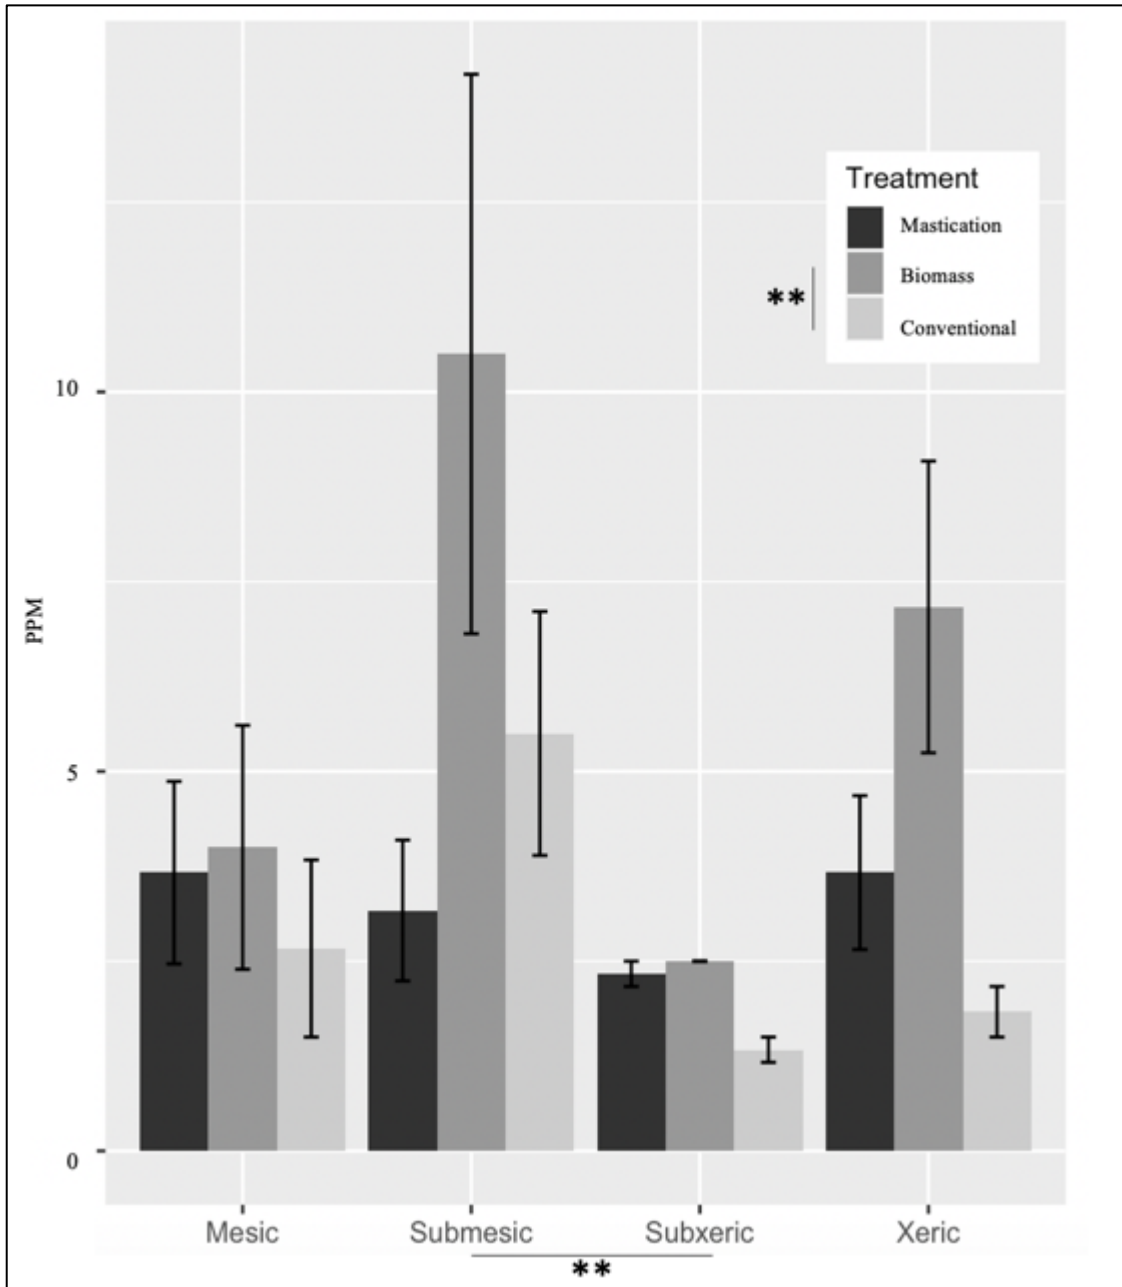 Treatment
Mastication
Biomass
**
Conventional
10
PPM
5
0
Mesic Submesic Subxeric Xeric
**